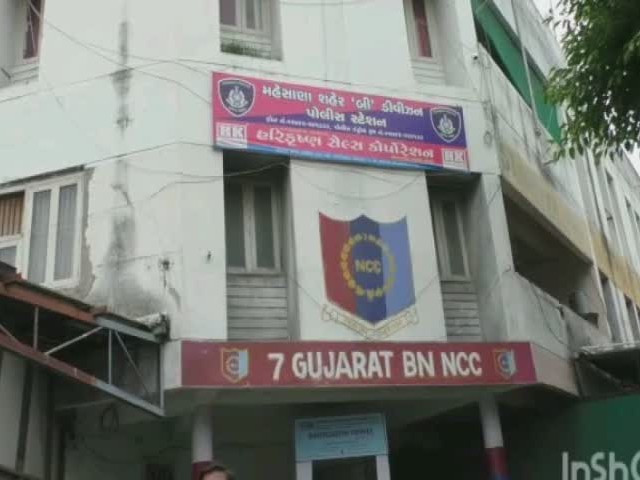 મહેસાણા શહેર 'બી' ડીવીઝન
પોલીસ સ્ટેશન
HK
હરિકૃષ્ણ સેલ્સ કોર્પોરેશન
HK
NCC
7 GUJARAT BN NCC
InSh